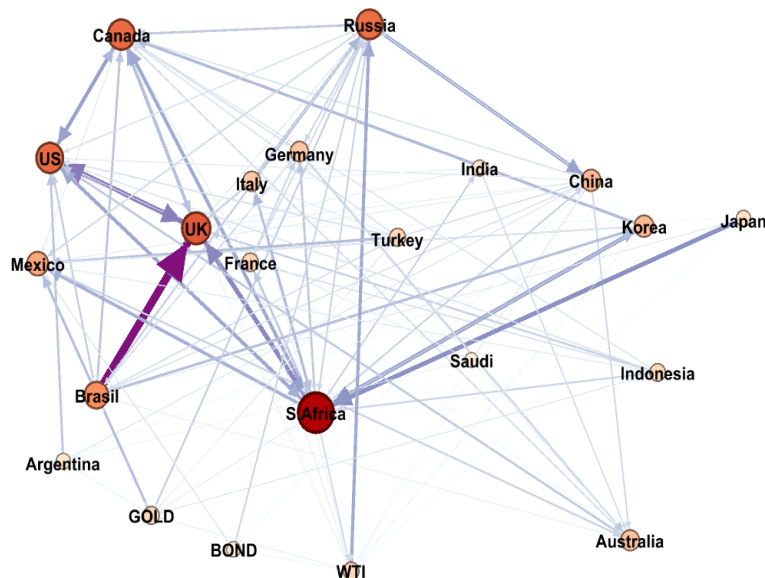 Russia
Canada
Germany
US
India
Italy
China
UK
Korea
Japan
Turkey
Mexico
France
Saudi
Indonesia
Brasil
S.Africa
Argentina
GOLD
Australia
BOND
WTI